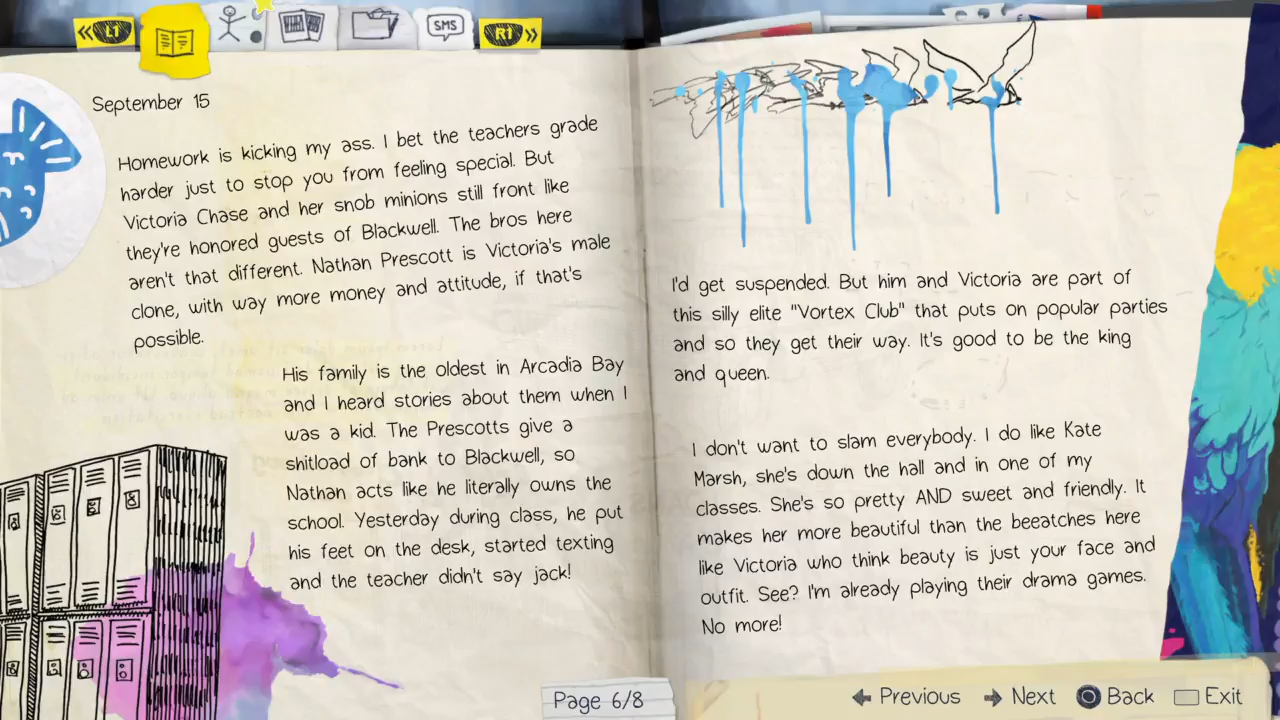 L1
SMS
R1
September 15
Homework is kicking my ass. I bet the teachers grade
harder just to stop you from feeling special. But
Victoria Chase and her snob minions still front like
they're honored guests of Blackwell. The bros here
aren't that different. Nathan Prescott is Victoria's male
clone, with way more money and attitude, if that's
possible.
His family is the oldest in Arcadia Bay
and I heard stories about them when I
was a kid. The Prescotts give a
shitload of bank to Blackwell, so
Nathan acts like he literally owns the
school. Yesterday during class, he put
his feet on the desk, started texting
and the teacher didn't say jack!
I'd get suspended. But him and Victoria are part of
this silly elite "Vortex Club" that puts on popular parties
and so they get their way. It's good to be the king
and queen.
I don't want to slam everybody. I do like Kate
Marsh, she's down the hall and in one of my
classes. She's so pretty AND sweet and friendly. It
makes her more beautiful than the beeatches here
like Victoria who think beauty is just your face and
outfit. See? I'm already playing their drama games.
No more!
Page 6/8
Previous
Next
Back
Exit